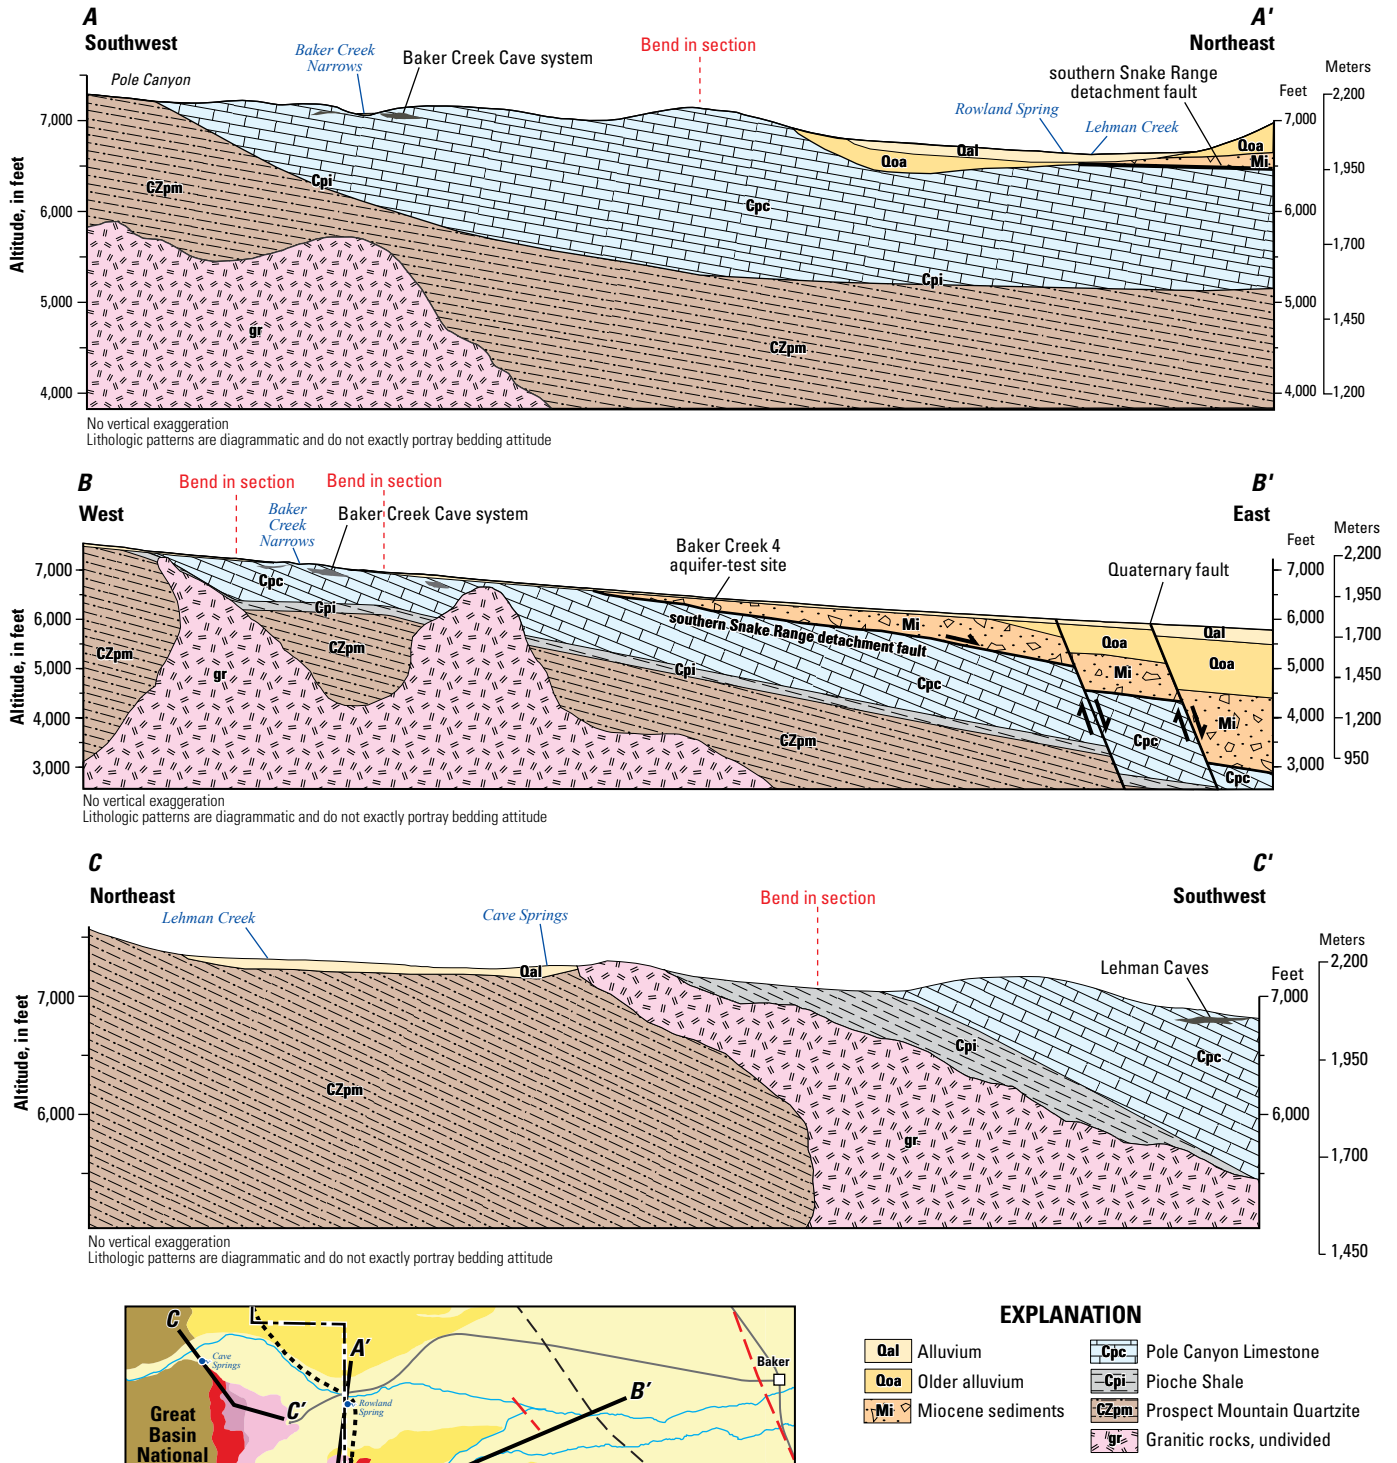 A
Southwest
A'
Northeast
Pole Canyon
Baker Creek
Narrows
Baker Creek Cave system
Bend in section
southern Snake Range
detachment fault
Rowland Spring
Lehman Creek
Feet
Meters
Altitude, in feet
7,000
6,000
5,000
4,000
7,000
6,000
5,000
4,000
2,200
1,950
1,700
1,450
1,200
CZpm
Cpi
gr
Cpc
Qoa
Qal
Qoa
Mi
Cpi
CZpm
No vertical exaggeration
Lithologic patterns are diagrammatic and do not exactly portray bedding attitude
B
West
B'
East
Bend in section
Bend in section
Baker
Creek
Narrows
Baker Creek Cave system
Baker Creek 4
aquifer-test site
Quaternary fault
Feet
Meters
Altitude, in feet
7,000
6,000
5,000
4,000
3,000
7,000
6,000
5,000
4,000
3,000
2,200
1,950
1,700
1,450
1,200
950
CZpm
gr
Cpc
Cpi
CZpm
southern Snake Range detachment fault
Mi
Cpi
Cpc
CZpm
Qoa
Mi
Cpc
Qal
Qoa
Mi
Cpc
No vertical exaggeration
Lithologic patterns are diagrammatic and do not exactly portray bedding attitude
C
Northeast
C'
Southwest
Lehman Creek
Cave Springs
Bend in section
Lehman Caves
Feet
Meters
Altitude, in feet
7,000
6,000
7,000
6,000
2,200
1,950
1,700
1,450
Qal
CZpm
gr
Cpi
Cpc
No vertical exaggeration
Lithologic patterns are diagrammatic and do not exactly portray bedding attitude
C
Cave
Springs
A'
Baker
B'
Rowland
Spring
C'
Great
Basin
National
EXPLANATION
Qal Alluvium
Qoa Older alluvium
Mi Miocene sediments
Cpc Pole Canyon Limestone
Cpi Pioche Shale
CZpm Prospect Mountain Quartzite
gr Granitic rocks, undivided